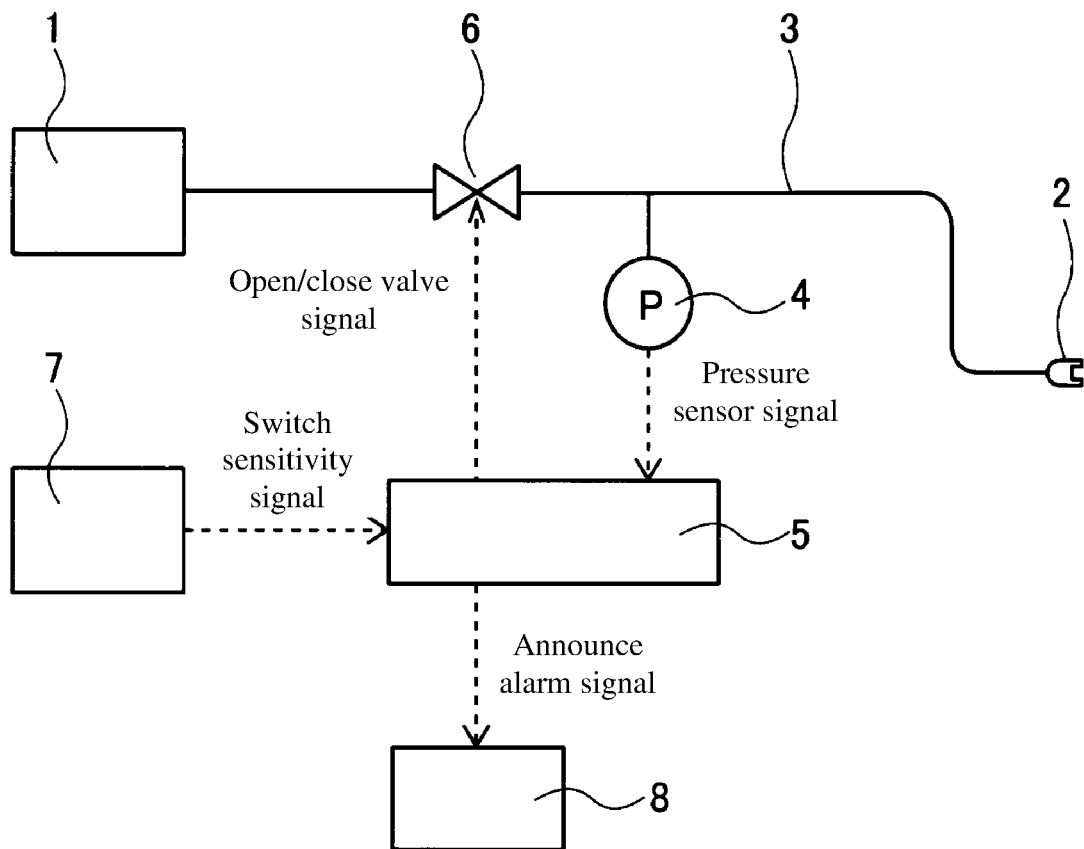 1
6
3
2
Open/close valve
signal
P
4
7
Pressure
sensor signal
Switch
sensitivity
signal
5
Announce
alarm signal
8